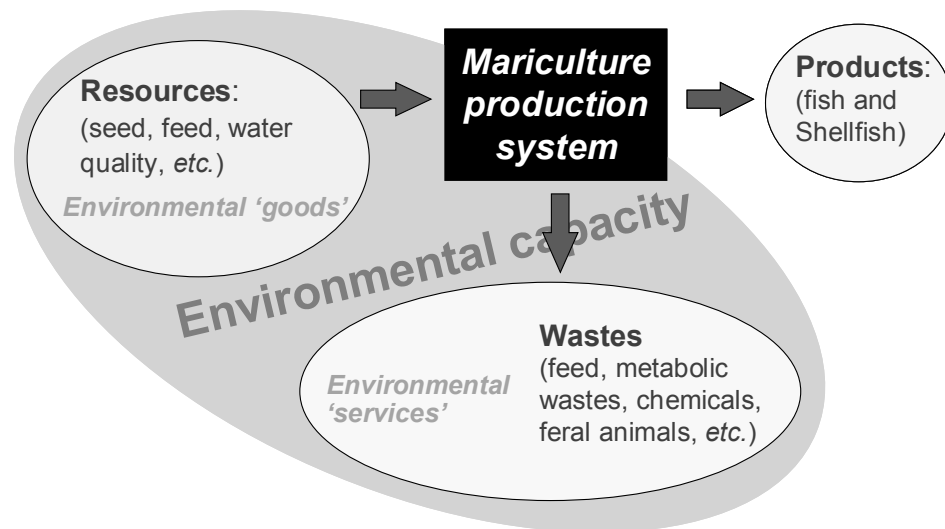 Resources:
(seed, feed, water
quality, etc.)
Environmental 'goods'
Mariculture
production
system
Products:
(fish and
Shellfish)
Environmental capacity
Environmental
'services'
Wastes
(feed, metabolic
wastes, chemicals,
feral animals, etc.)